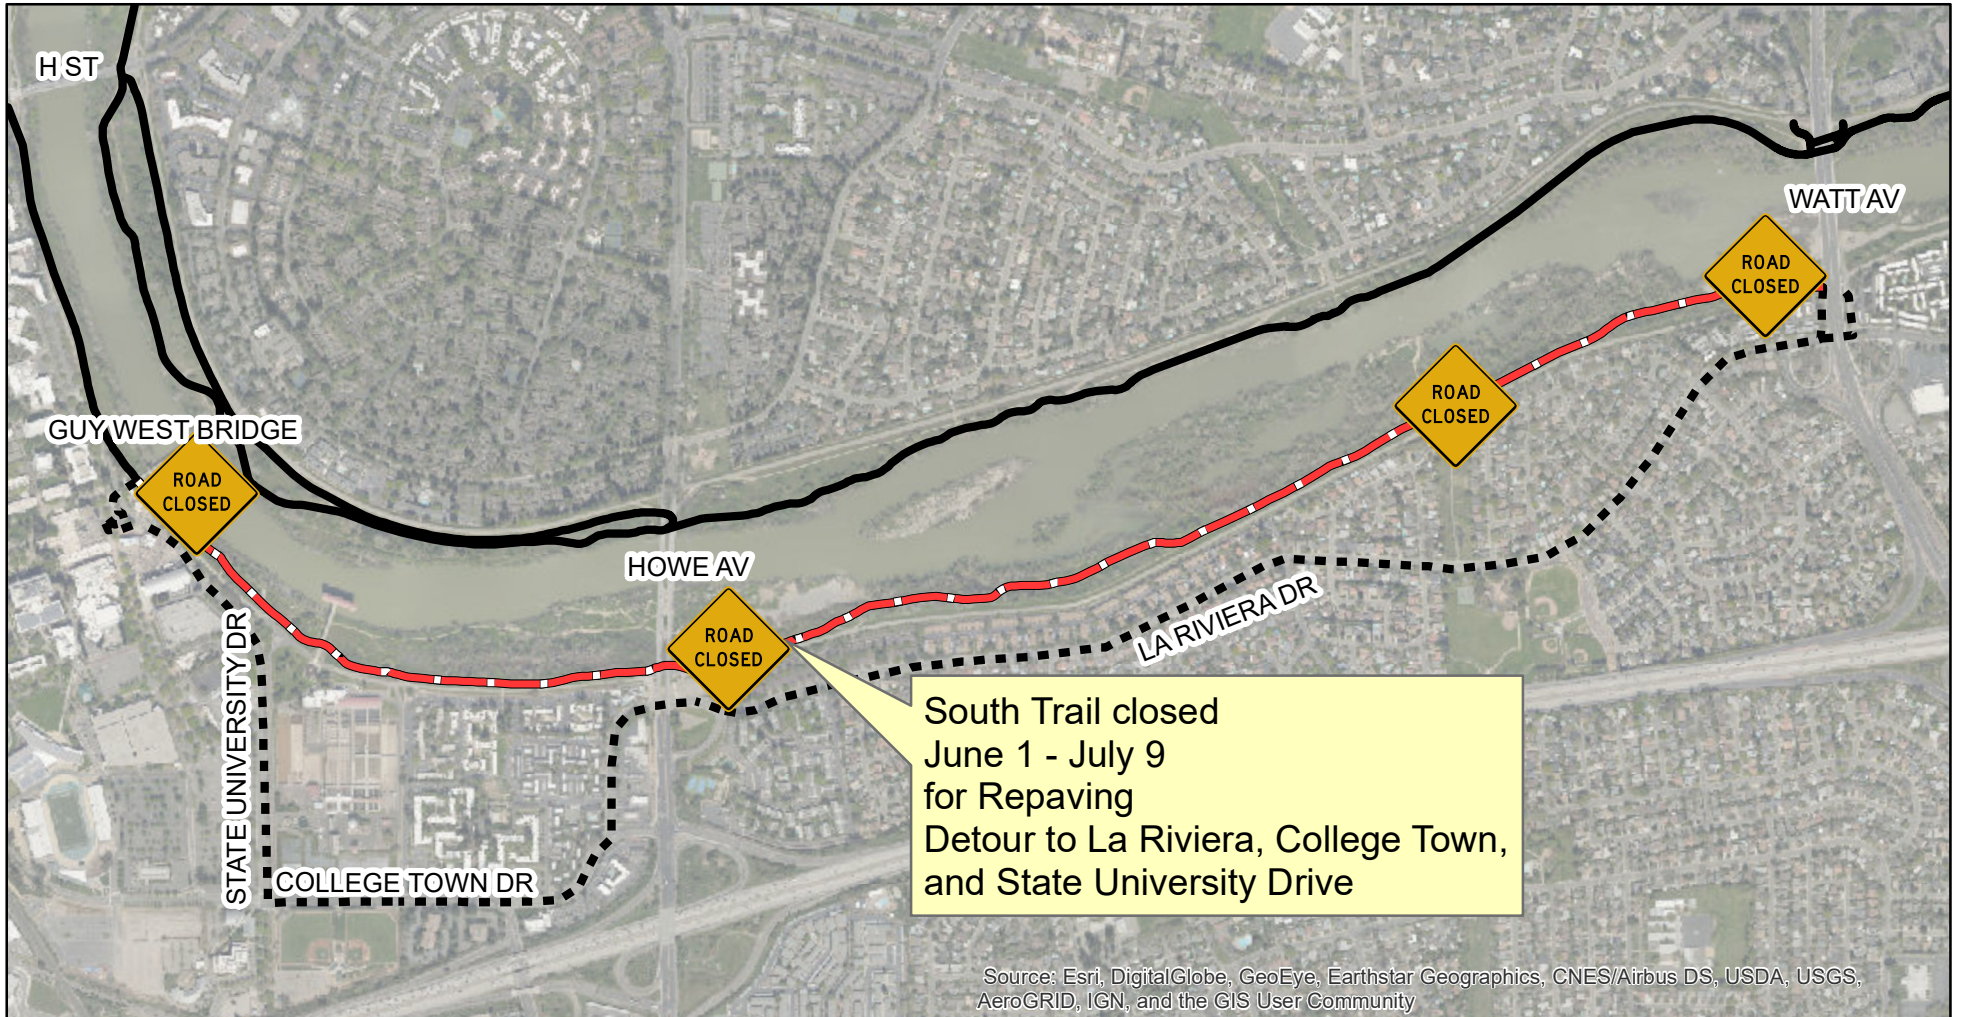 H ST
WATT AV
ROAD
CLOSED
ROAD
CLOSED
GUY WEST BRIDGE
ROAD
CLOSED
HOWE AV
ROAD
CLOSED
LA RIVIERA DR
STATE UNIVERSITY DR
COLLEGE TOWN DR
South Trail closed
June 1 - July 9
for Repaving
Detour to La Riviera, College Town,
and State University Drive
Source: Esri, DigitalGlobe, GeoEye, Earthstar Geographics, CNES/Airbus DS, USDA, USGS,
AeroGRID, IGN, and the GIS User Community